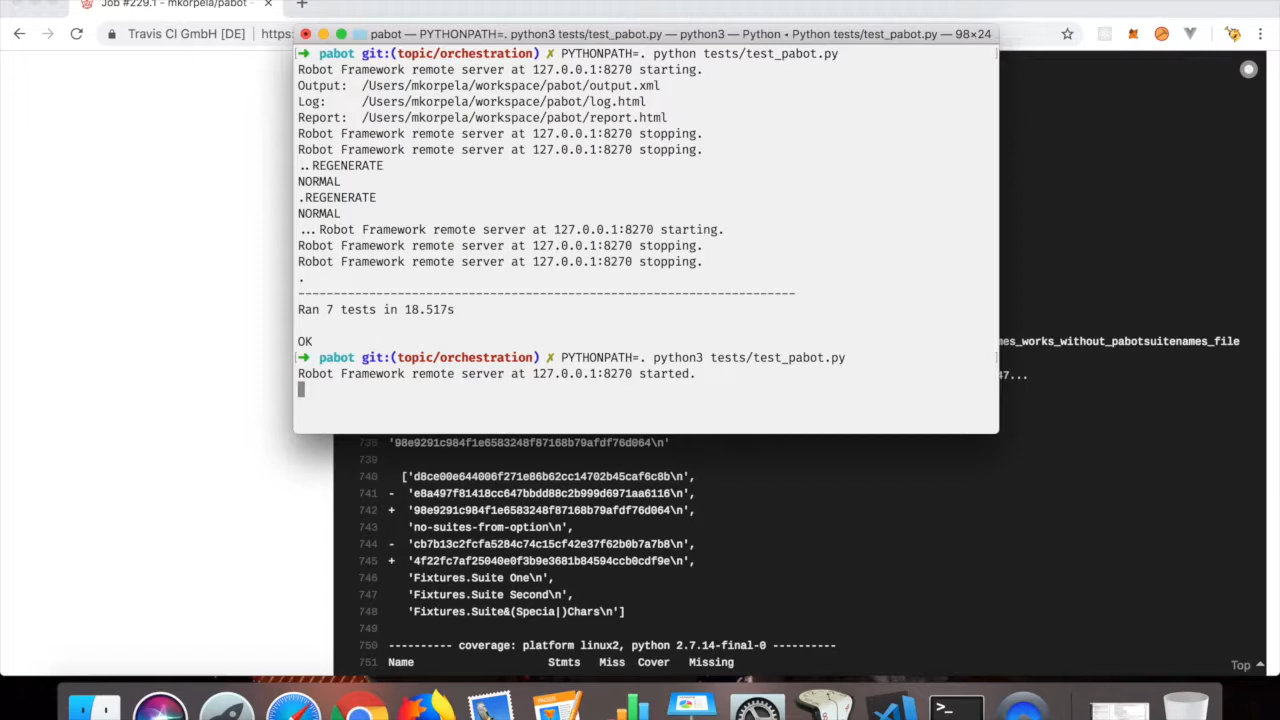 Job #229.1 - mkorpela/pabot
Travis CI GmbH [DE]
https:
pabot — PYTHONPATH=. python3 tests/test_pabot.py — python3 — Python • Python tests/test_pabot.py — 98×24
[➜ pabot git:(topic/orchestration) ✗ PYTHONPATH=. python tests/test_pabot.py ]
Robot Framework remote server at 127.0.0.1:8270 starting.
Output:  /Users/mkorpela/workspace/pabot/output.xml
Log:     /Users/mkorpela/workspace/pabot/log.html
Report:  /Users/mkorpela/workspace/pabot/report.html
Robot Framework remote server at 127.0.0.1:8270 stopping.
Robot Framework remote server at 127.0.0.1:8270 stopping.
..REGENERATE
NORMAL
.REGENERATE
NORMAL
...Robot Framework remote server at 127.0.0.1:8270 starting.
Robot Framework remote server at 127.0.0.1:8270 stopping.
Robot Framework remote server at 127.0.0.1:8270 stopping.
.
----------------------------------------------------------------------
Ran 7 tests in 18.517s
OK
[➜ pabot git:(topic/orchestration) ✗ PYTHONPATH=. python3 tests/test_pabot.py ]
Robot Framework remote server at 127.0.0.1:8270 started.
mes_works_without_pabotsuitenames_file
47...
738 '98e9291c984f1e6583248f87168b79afdf76d064\n'
739
740 ['d8ce00e644006f271e86b62cc14702b45caf6c8b\n',
741 - 'e8a497f81418cc647bbdd88c2b999d6971aa6116\n',
742 + '98e9291c984f1e6583248f87168b79afdf76d064\n',
743 'no-suites-from-option\n',
744 - 'cb7b13c2fcfa5284c74c15cf42e37f62b0b7a7b8\n',
745 + '4f22fc7af25040e0f3b9e3681b84594ccb0cdf9e\n',
746 'Fixtures.Suite One\n',
747 'Fixtures.Suite Second\n',
748 'Fixtures.Suite&(Specia|)Chars\n']
749
750 ---------- coverage: platform linux2, python 2.7.14-final-0 ----------
751 Name Stmts Miss Cover Missing
Top